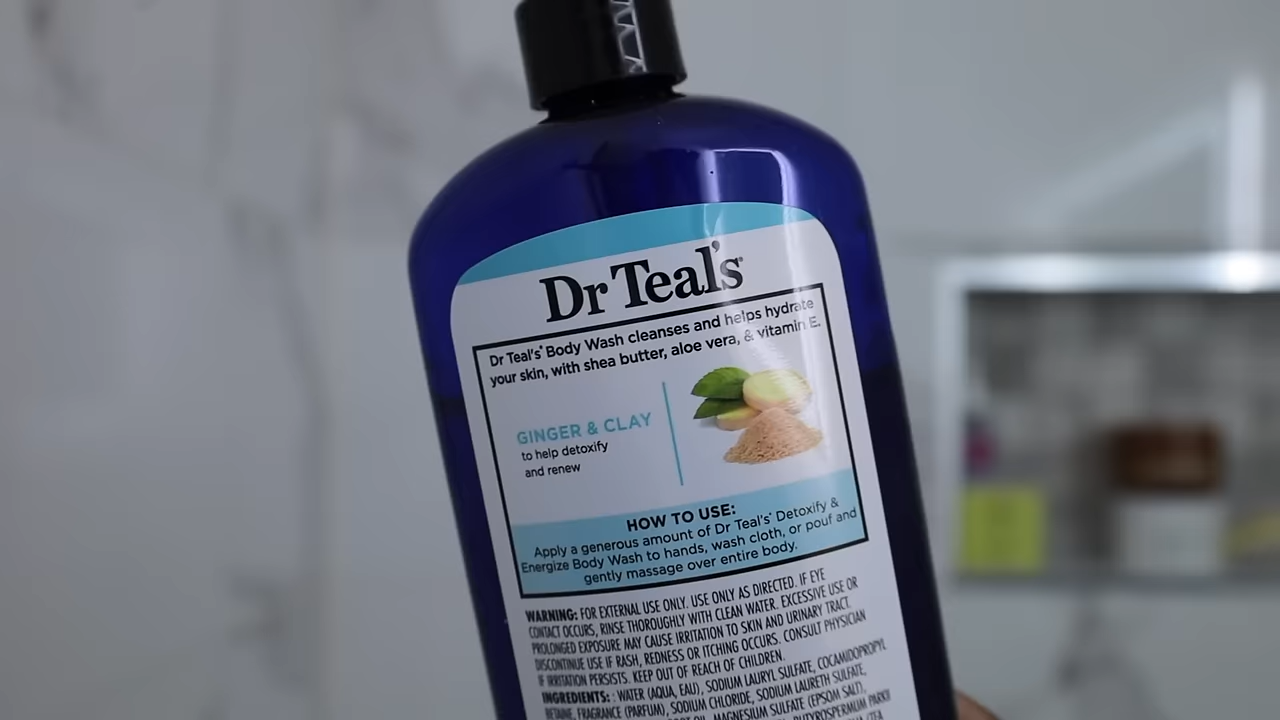 Dr Teal's®
Dr Teal's® Body Wash cleanses and helps hydrate
your skin, with shea butter, aloe vera, & vitamin E.
GINGER & CLAY
to help detoxify
and renew
HOW TO USE:
Apply a generous amount of Dr Teal's® Detoxify &
Energize Body Wash to hands, wash cloth, or pouf and
gently massage over entire body.
WARNING: FOR EXTERNAL USE ONLY. USE ONLY AS DIRECTED. IF EYE
CONTACT OCCURS, RINSE THOROUGHLY WITH CLEAN WATER. EXCESSIVE USE OR
PROLONGED EXPOSURE MAY CAUSE IRRITATION TO SKIN AND URINARY TRACT.
DISCONTINUE USE IF RASH, REDNESS OR ITCHING OCCURS. CONSULT PHYSICIAN
IF IRRITATION PERSISTS. KEEP OUT OF REACH OF CHILDREN.
INGREDIENTS: : WATER (AQUA, EAU), SODIUM LAURYL SULFATE, COCAMIDOPROPYL
BETAINE, FRAGRANCE (PARFUM), SODIUM CHLORIDE, SODIUM LAURETH SULFATE,
OIL, MAGNESIUM SULFATE (EPSOM SALT),
BUTYROSPERMUM PARKII